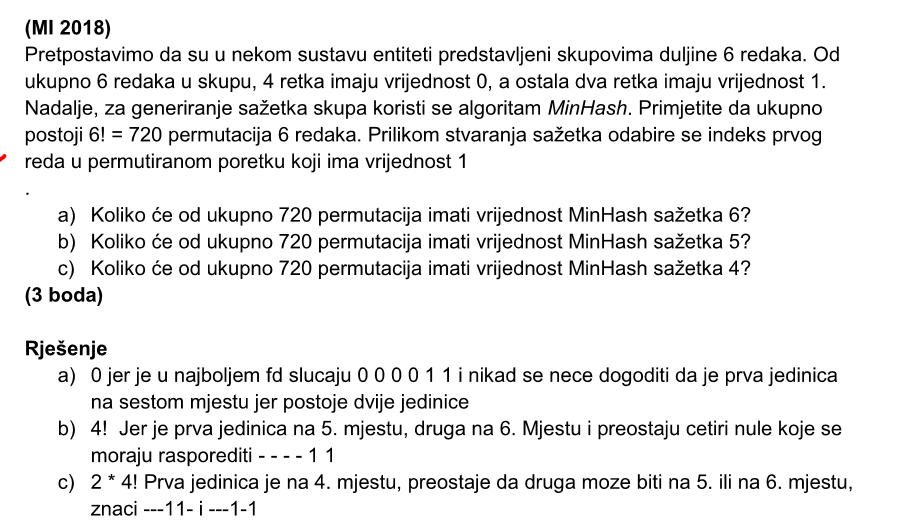 (MI 2018)
Pretpostavimo da su u nekom sustavu entiteti predstavljeni skupovima duljine 6 redaka. Od
ukupno 6 redaka u skupu, 4 retka imaju vrijednost 0, a ostala dva retka imaju vrijednost 1.
Nadalje, za generiranje sažetka skupa koristi se algoritam MinHash. Primjetite da ukupno
postoji 6! = 720 permutacija 6 redaka. Prilikom stvaranja sažetka odabire se indeks prvog
reda u permutiranom poretku koji ima vrijednost 1
.
a) Koliko će od ukupno 720 permutacija imati vrijednost MinHash sažetka 6?
b) Koliko će od ukupno 720 permutacija imati vrijednost MinHash sažetka 5?
c) Koliko će od ukupno 720 permutacija imati vrijednost MinHash sažetka 4?
(3 boda)
Rješenje
a) 0 jer je u najboljem fd slucaju 0 0 0 0 1 1 i nikad se nece dogoditi da je prva jedinica
na sestom mjestu jer postoje dvije jedinice
b) 4! Jer je prva jedinica na 5. mjestu, druga na 6. Mjestu i preostaju cetiri nule koje se
moraju rasporediti - - - - 1 1
c) 2 * 4! Prva jedinica je na 4. mjestu, preostaje da druga moze biti na 5. ili na 6. mjestu,
znaci ---11- i ---1-1